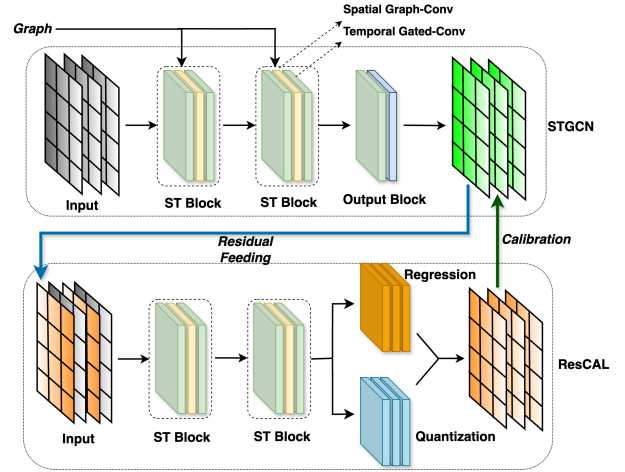 Spatial Graph-Conv
Graph
Temporal Gated-Conv
STGCN
Input
ST Block
ST Block
Output Block
Residual
Feeding
Calibration
Regression
ResCAL
Input
ST Block
ST Block
Quantization